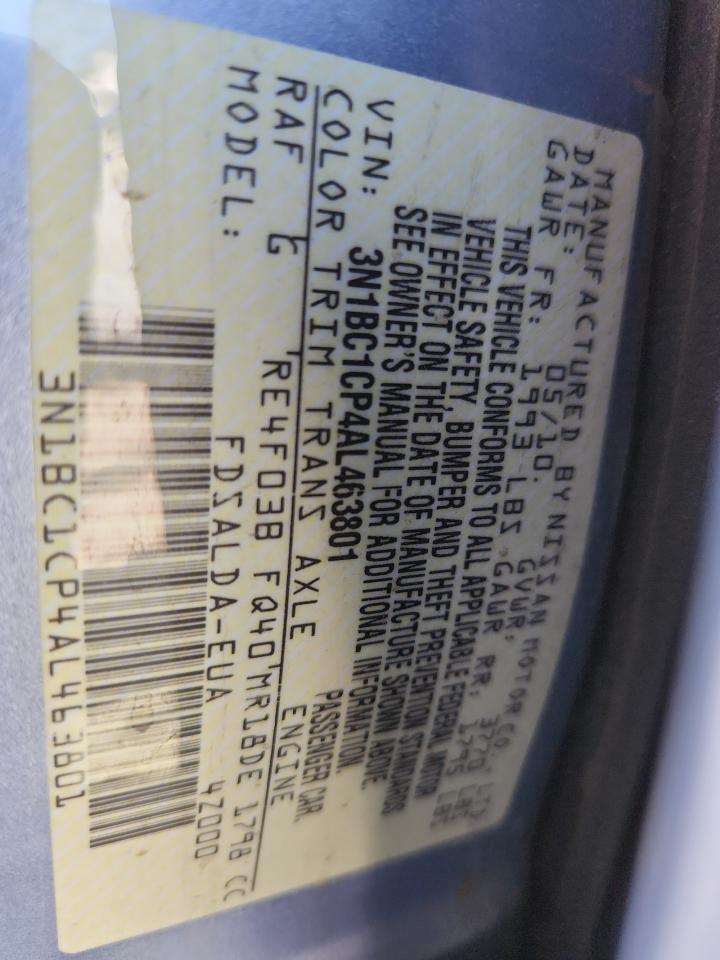 MANUFACTURED BY NISSAN MOTOR CO., LTD
DATE: 05/10. GVWR: 3770 LBS
GAWR FR: 1993 LBS GAWR RR: 1795 LBS
THIS VEHICLE CONFORMS TO ALL APPLICABLE FEDERAL MOTOR
VEHICLE SAFETY, BUMPER AND THEFT PREVENTION STANDARDS
IN EFFECT ON THE DATE OF MANUFACTURE SHOWN ABOVE.
SEE OWNER'S MANUAL FOR ADDITIONAL INFORMATION.
VIN: 3N1BC1CP4AL463801 PASSENGER CAR.
COLOR TRIM TRANS AXLE ENGINE
RAF G RE4F03B FQ40 MR18DE 1798 CC
MODEL: FDSALDA-EUA 4Z000
3N1BC1CP4AL463801